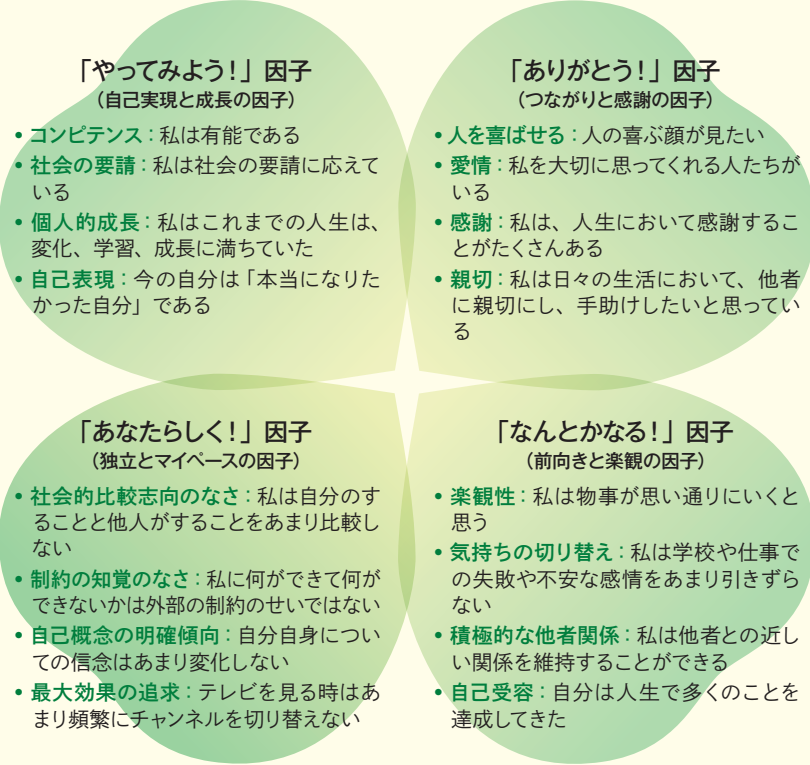 「やってみよう！」因子
（自己実現と成長の因子）
• コンピテンス：私は有能である
• 社会の要請：私は社会の要請に応えて
いる
• 個人的成長：私はこれまでの人生は、
変化、学習、成長に満ちていた
• 自己表現：今の自分は「本当になりた
かった自分」である
「ありがとう！」因子
（つながりと感謝の因子）
• 人を喜ばせる：人の喜ぶ顔が見たい
• 愛情：私を大切に思ってくれる人たちが
いる
• 感謝：私は、人生において感謝するこ
とがたくさんある
• 親切：私は日々の生活において、他者
に親切にし、手助けしたいと思ってい
る
「あなたらしく！」因子
（独立とマイペースの因子）
• 社会的比較志向のなさ：私は自分のす
ることと他人がすることをあまり比較し
ない
• 制約の知覚のなさ：私に何ができて何が
できないかは外部の制約のせいではない
• 自己概念の明確傾向：自分自身につい
ての信念はあまり変化しない
• 最大効果の追求：テレビを見る時はあ
まり頻繁にチャンネルを切り替えない
「なんとかなる！」因子
（前向きと楽観の因子）
• 楽観性：私は物事が思い通りにいくと
思う
• 気持ちの切り替え：私は学校や仕事で
の失敗や不安な感情をあまり引きずら
ない
• 積極的な他者関係：私は他者との近し
い関係を維持することができる
• 自己受容：自分は人生で多くのことを
達成してきた